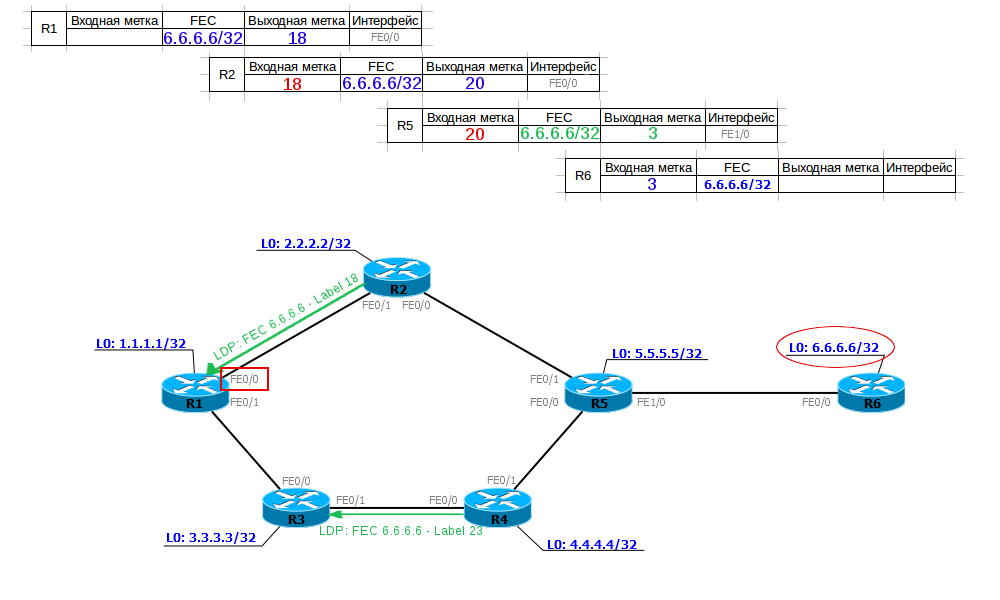 R1 Входная метка FEC Выходная метка Интерфейс
6.6.6.6/32 18 FE0/0
R2 Входная метка FEC Выходная метка Интерфейс
18 6.6.6.6/32 20 FE0/0
R5 Входная метка FEC Выходная метка Интерфейс
20 6.6.6.6/32 3 FE1/0
R6 Входная метка FEC Выходная метка Интерфейс
3 6.6.6.6/32
L0: 2.2.2.2/32
R2
FE0/1 FE0/0
LDP: FEC 6.6.6.6 - Label 18
L0: 1.1.1.1/32
R1
FE0/0
FE0/1
L0: 5.5.5.5/32
FE0/1
FE0/0
R5
FE1/0
L0: 6.6.6.6/32
FE0/0
R6
FE0/0
R3
FE0/1
L0: 3.3.3.3/32
LDP: FEC 6.6.6.6 - Label 23
FE0/1
FE0/0
R4
L0: 4.4.4.4/32